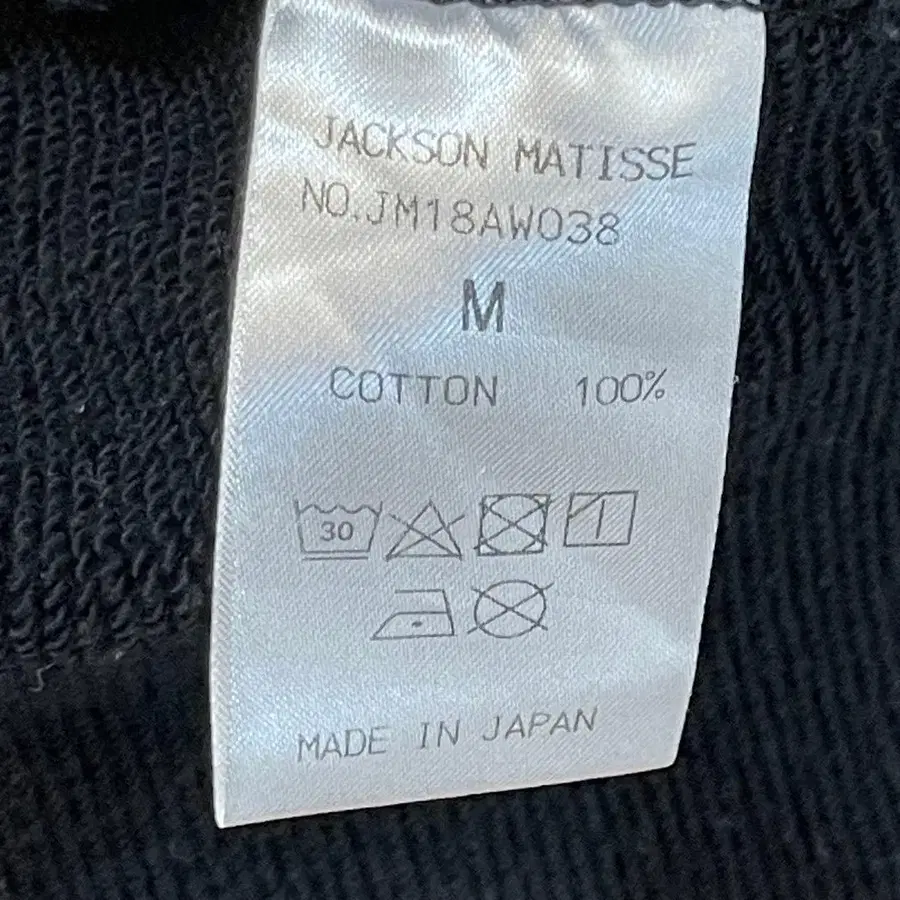 JACKSON MATISSE
NO.JM18AW038
M
COTTON 100%
30
MADE IN JAPAN